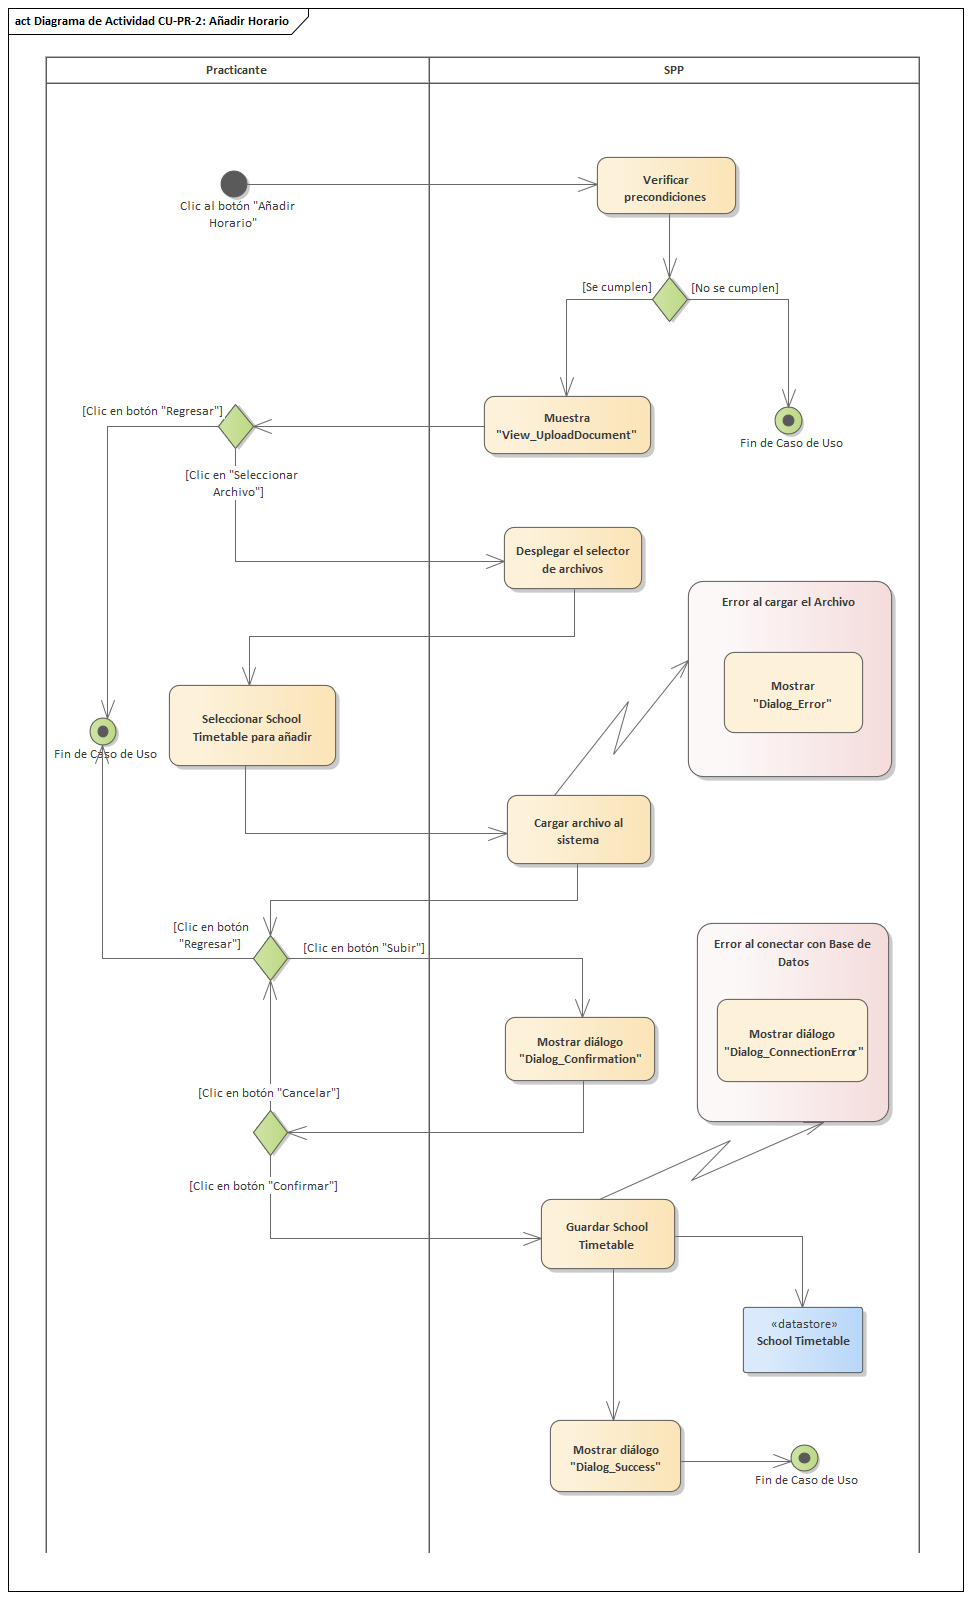 act Diagrama de Actividad CU-PR-2: Añadir Horario
Practicante
SPP
Clic al botón "Añadir
Horario"
Verificar
precondiciones
[Se cumplen]
[No se cumplen]
Fin de Caso de Uso
Muestra
"View_UploadDocument"
[Clic en botón "Regresar"]
[Clic en "Seleccionar
Archivo"]
Desplegar el selector
de archivos
Error al cargar el Archivo
Mostrar
"Dialog_Error"
Seleccionar School
Timetable para añadir
Fin de Caso de Uso
Cargar archivo al
sistema
[Clic en botón
"Regresar"]
[Clic en botón "Subir"]
Error al conectar con Base de
Datos
Mostrar diálogo
"Dialog_ConnectionError"
Mostrar diálogo
"Dialog_Confirmation"
[Clic en botón "Cancelar"]
[Clic en botón "Confirmar"]
Guardar School
Timetable
«datastore»
School Timetable
Mostrar diálogo
"Dialog_Success"
Fin de Caso de Uso